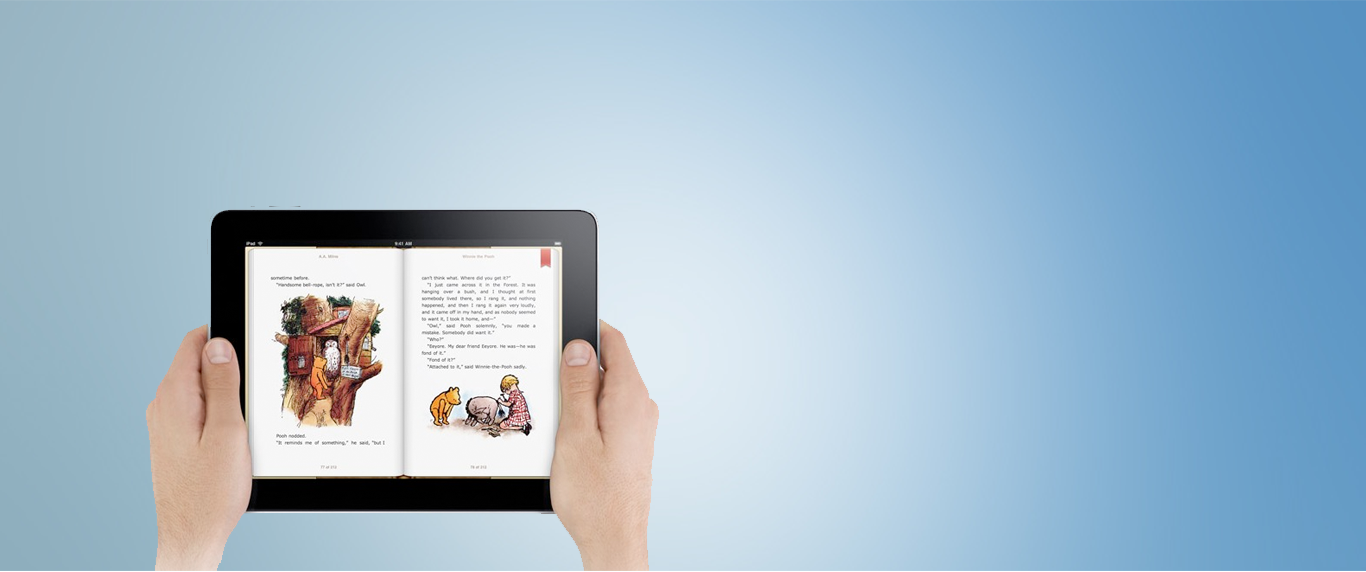 iPad
9:41 AM
A.A. Milne
sometime before.
"Handsome bell-rope, isn't it?" said Owl.
Pooh nodded.
"It reminds me of something," he said, "but I
77 of 313
Winnie the Pooh
can't think what. Where did you get it?"
"I just came across it in the Forest. It was
hanging over a bush, and I thought at first
somebody lived there, so I rang it, and nothing
happened, and then I rang it again very loudly,
and it came off in my hand, and as nobody seemed
to want it, I took it home, and—"
"Owl," said Pooh solemnly, "you made a
mistake. Somebody did want it."
"Who?"
"Eeyore. My dear friend Eeyore. He was—he was
fond of it."
"Fond of it?"
"Attached to it," said Winnie-the-Pooh sadly.
78 of 313